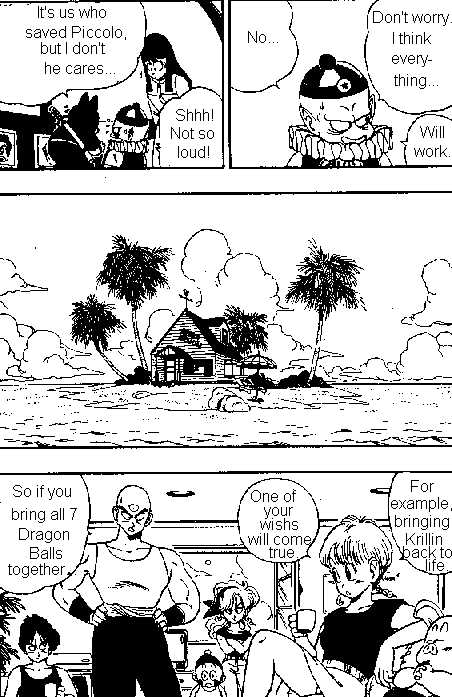 It's us who
saved Piccolo,
but I don't
he cares...
Shhh!
Not so
loud!
No...
Don't worry.
I think
every-
thing...
Will
work.
So if you
bring all 7
Dragon
Balls
together
One of
your
wishs
will come
true
For
example,
bringing
Krillin
back to
life